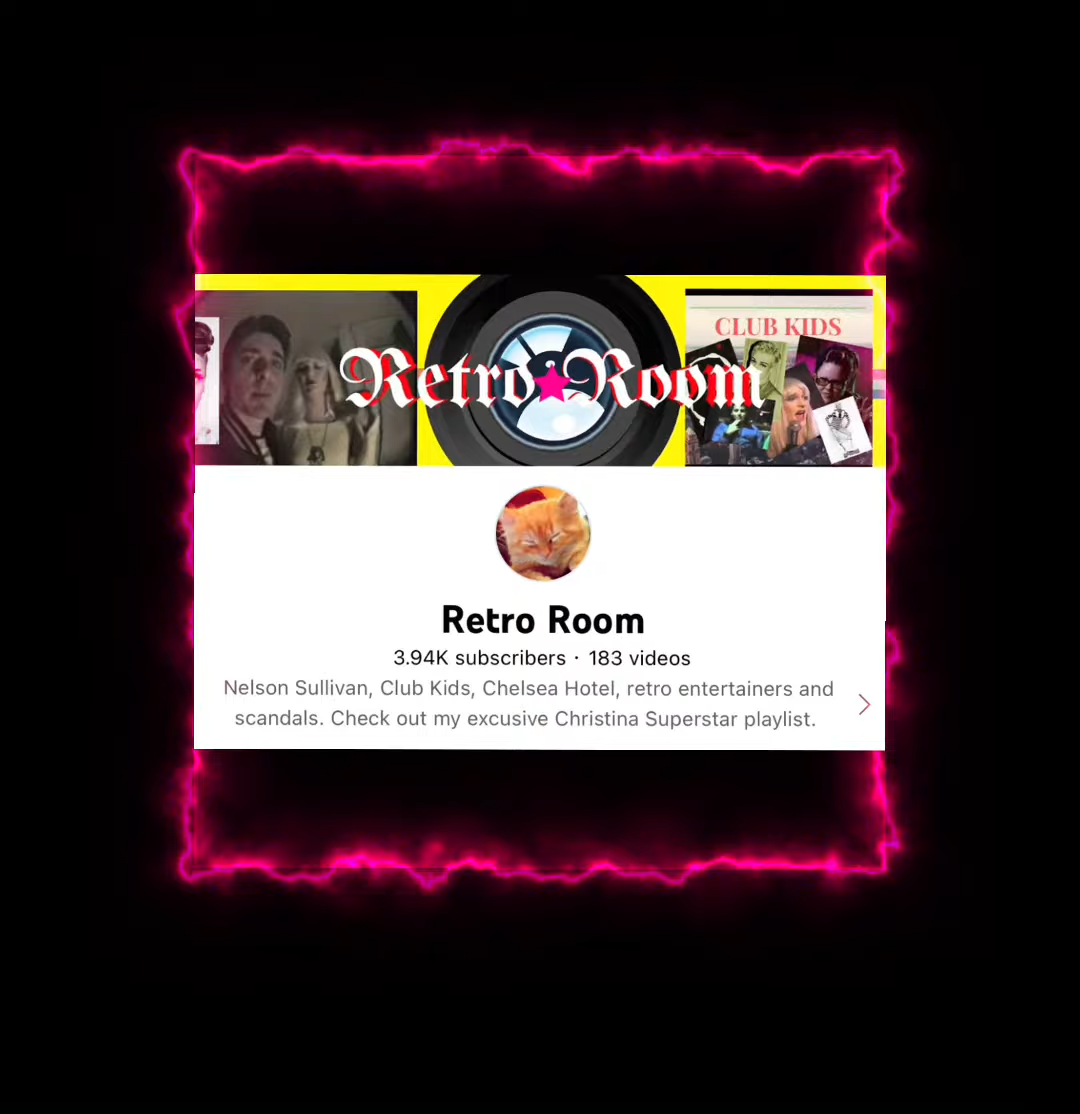 Retro★Room
CLUB KIDS
Retro Room
3.94K subscribers · 183 videos
Nelson Sullivan, Club Kids, Chelsea Hotel, retro entertainers and
scandals. Check out my excusive Christina Superstar playlist.